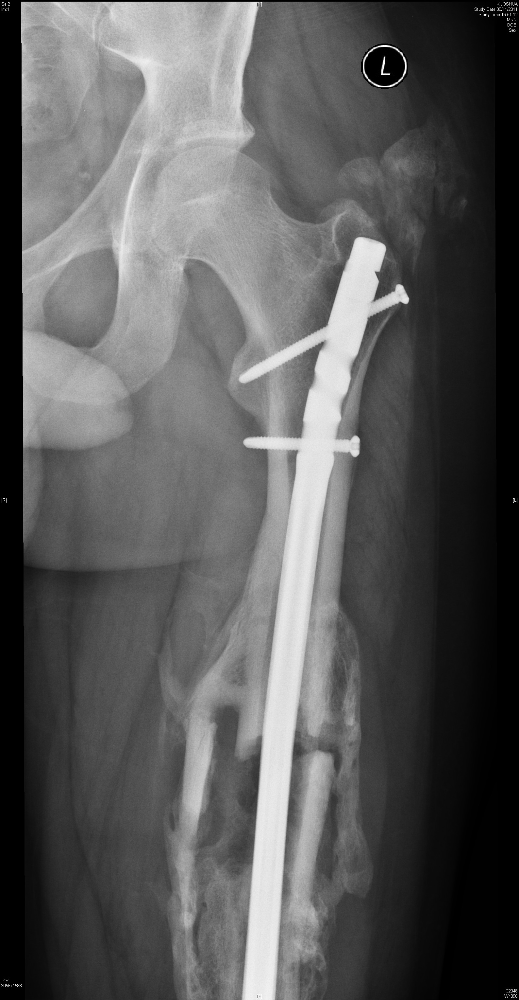 Se:2
Im:1
[H]
K.JOSHUA
Study Date:08/11/2011
Study Time:16:51:12
MRN:
DOB:
Sex:
L
[R]
[L]
KV
3056x1588
[F]
C2048
W4096